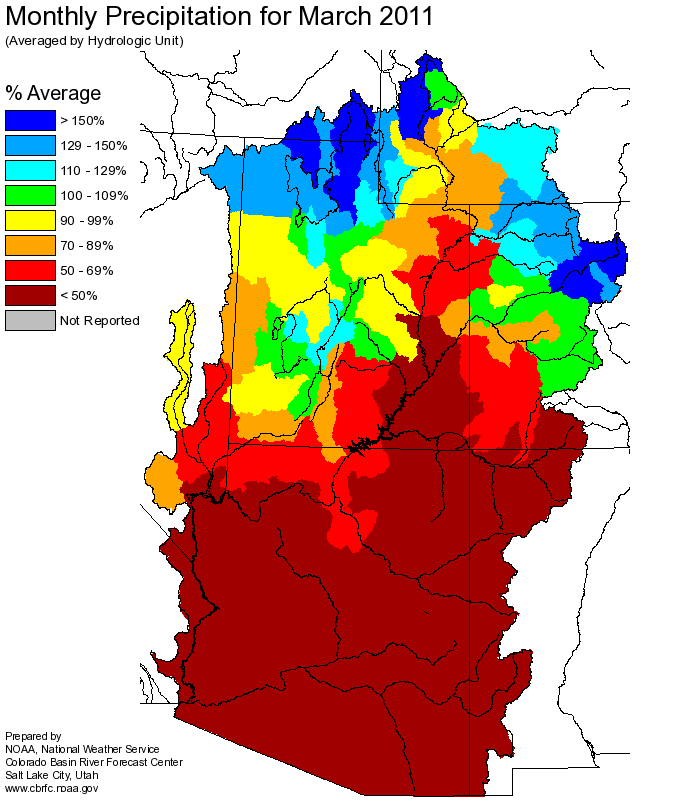 Monthly Precipitation for March 2011
(Averaged by Hydrologic Unit)
% Average
> 150%
129 - 150%
110 - 129%
100 - 109%
90 - 99%
70 - 89%
50 - 69%
< 50%
Not Reported
Prepared by
NOAA, National Weather Service
Colorado Basin River Forecast Center
Salt Lake City, Utah
www.cbrfc.noaa.gov